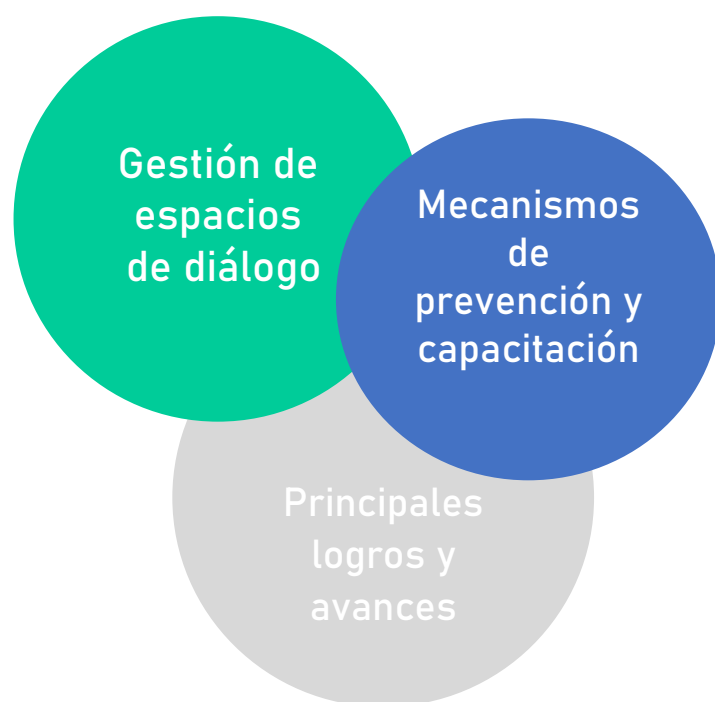 Gestión de
espacios
de diálogo
Mecanismos
de
prevención y
capacitación
Principales
logros y
avances